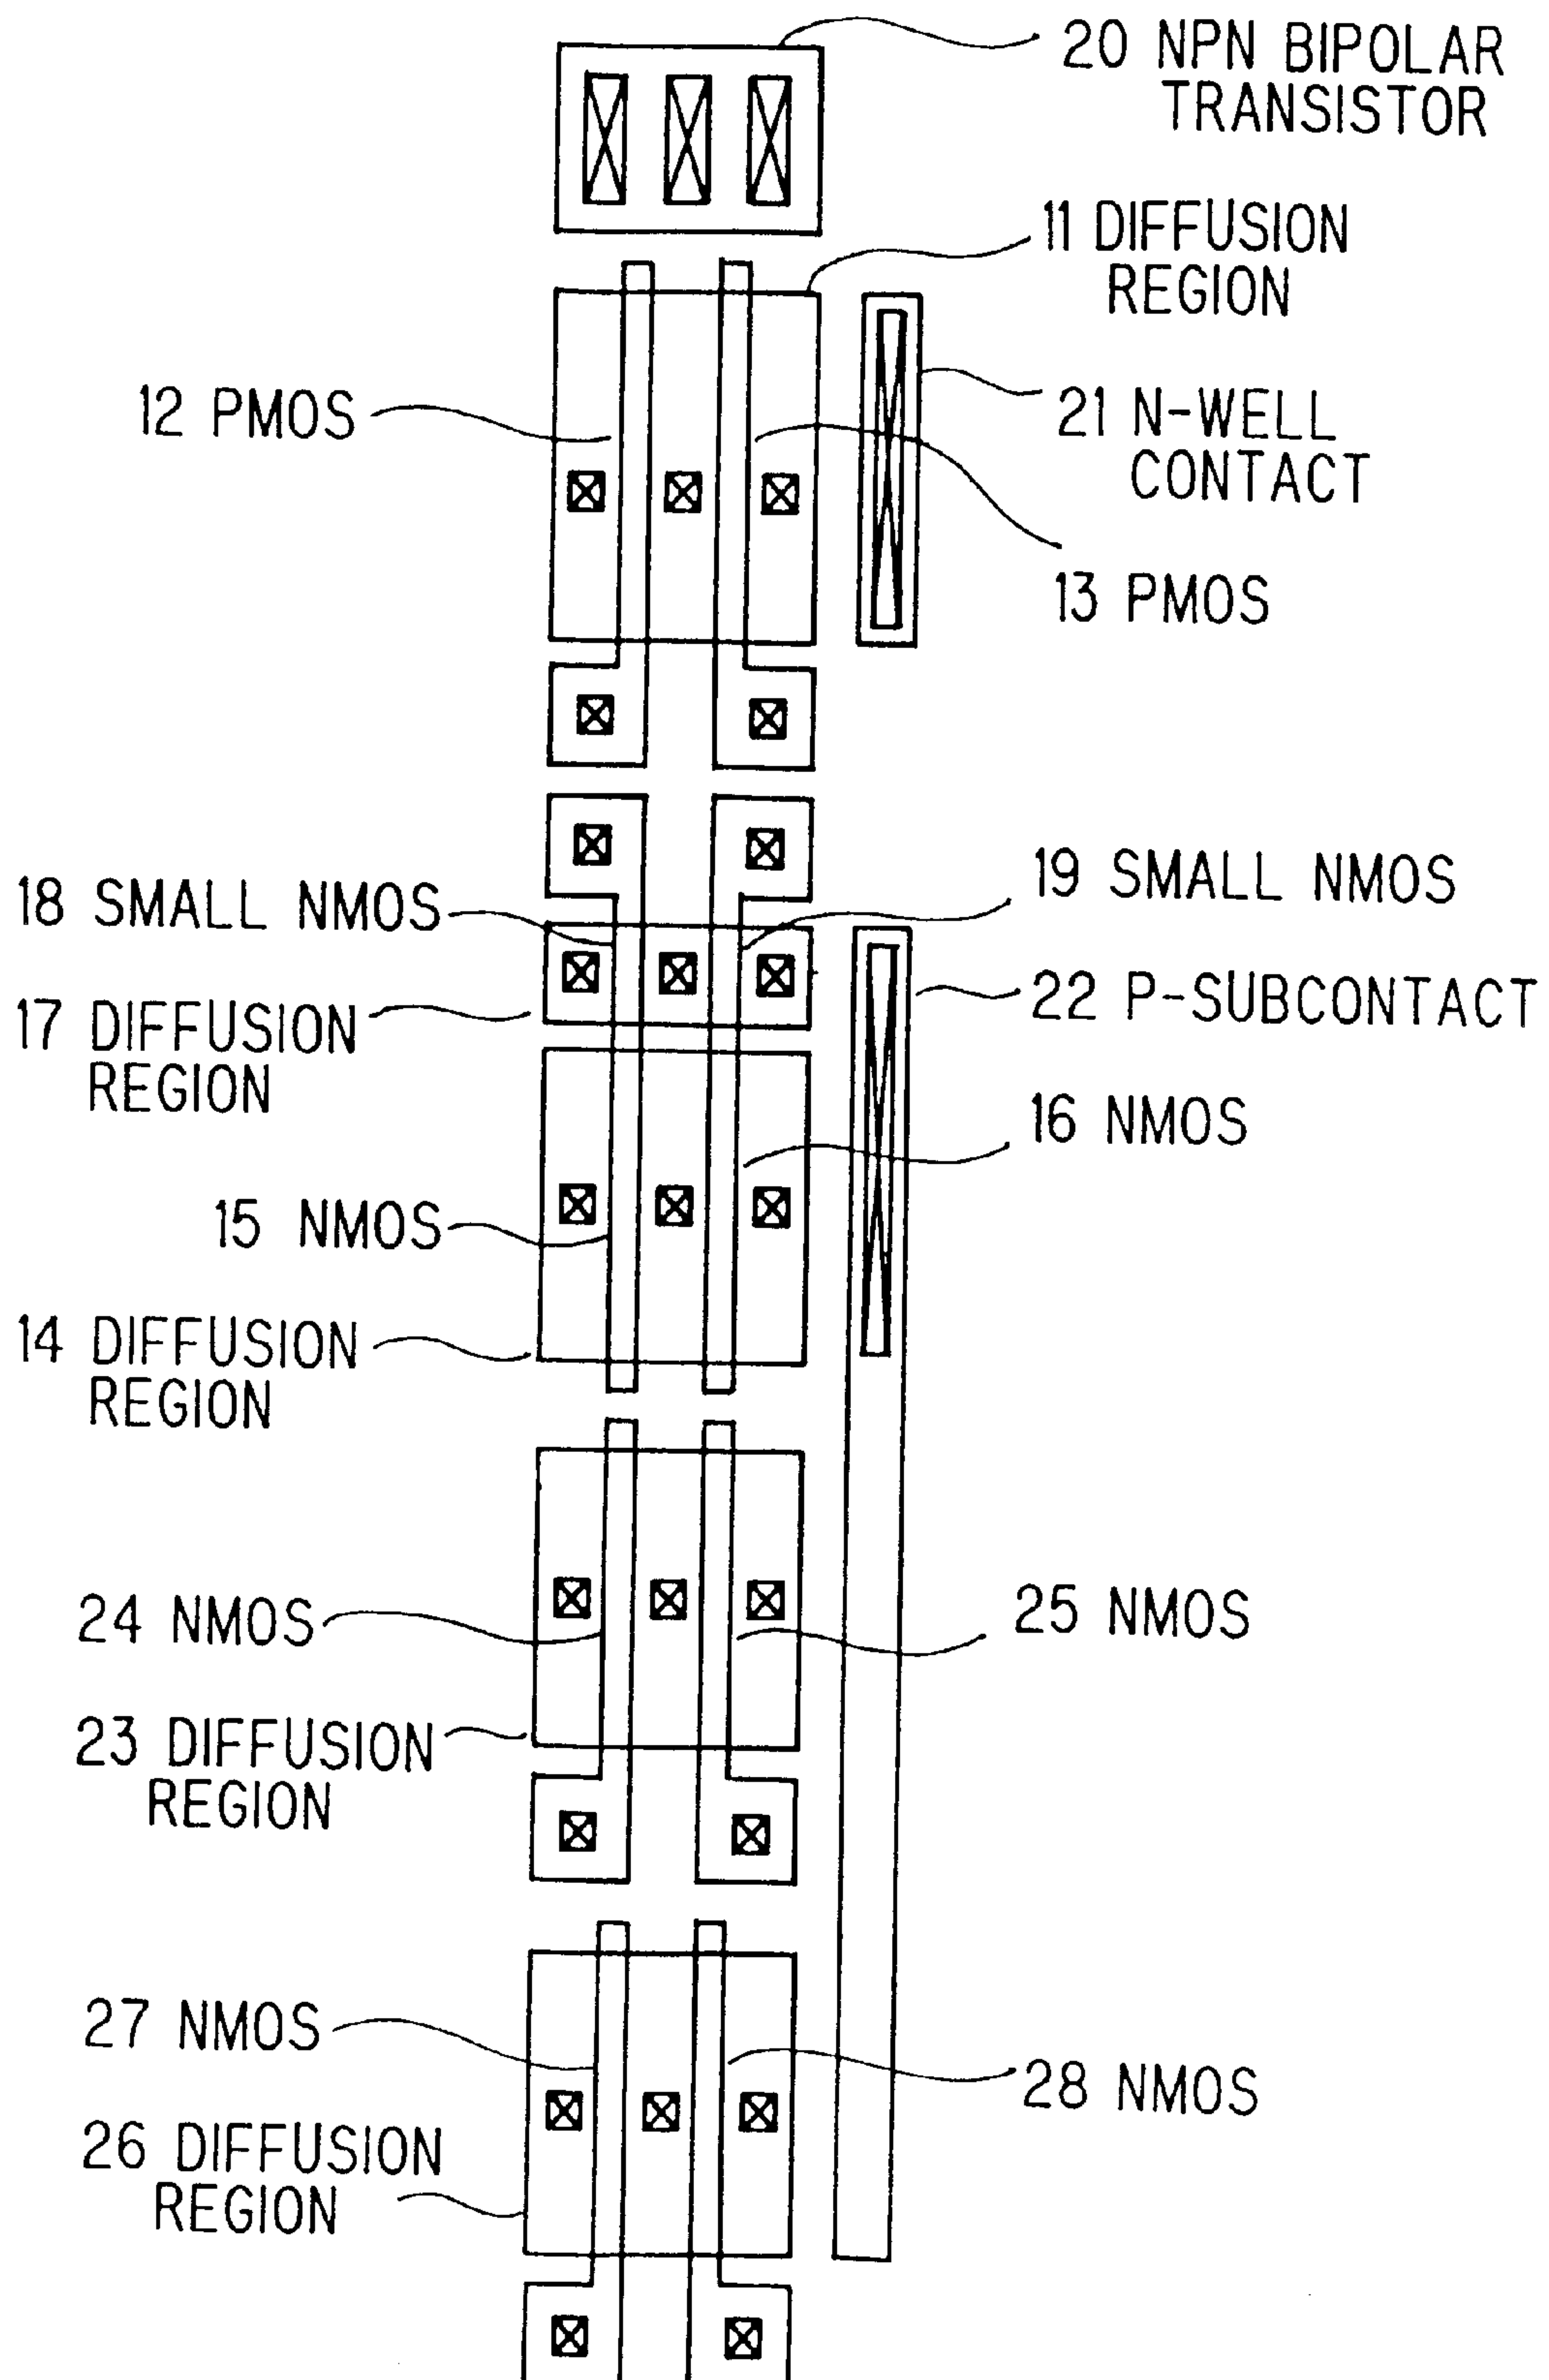 20 NPN BIPOLAR
TRANSISTOR
11 DIFFUSION
REGION
12 PMOS
21 N-WELL
CONTACT
13 PMOS
18 SMALL NMOS
19 SMALL NMOS
17 DIFFUSION
REGION
22 P-SUBCONTACT
16 NMOS
15 NMOS
14 DIFFUSION
REGION
24 NMOS
25 NMOS
23 DIFFUSION
REGION
27 NMOS
28 NMOS
26 DIFFUSION
REGION